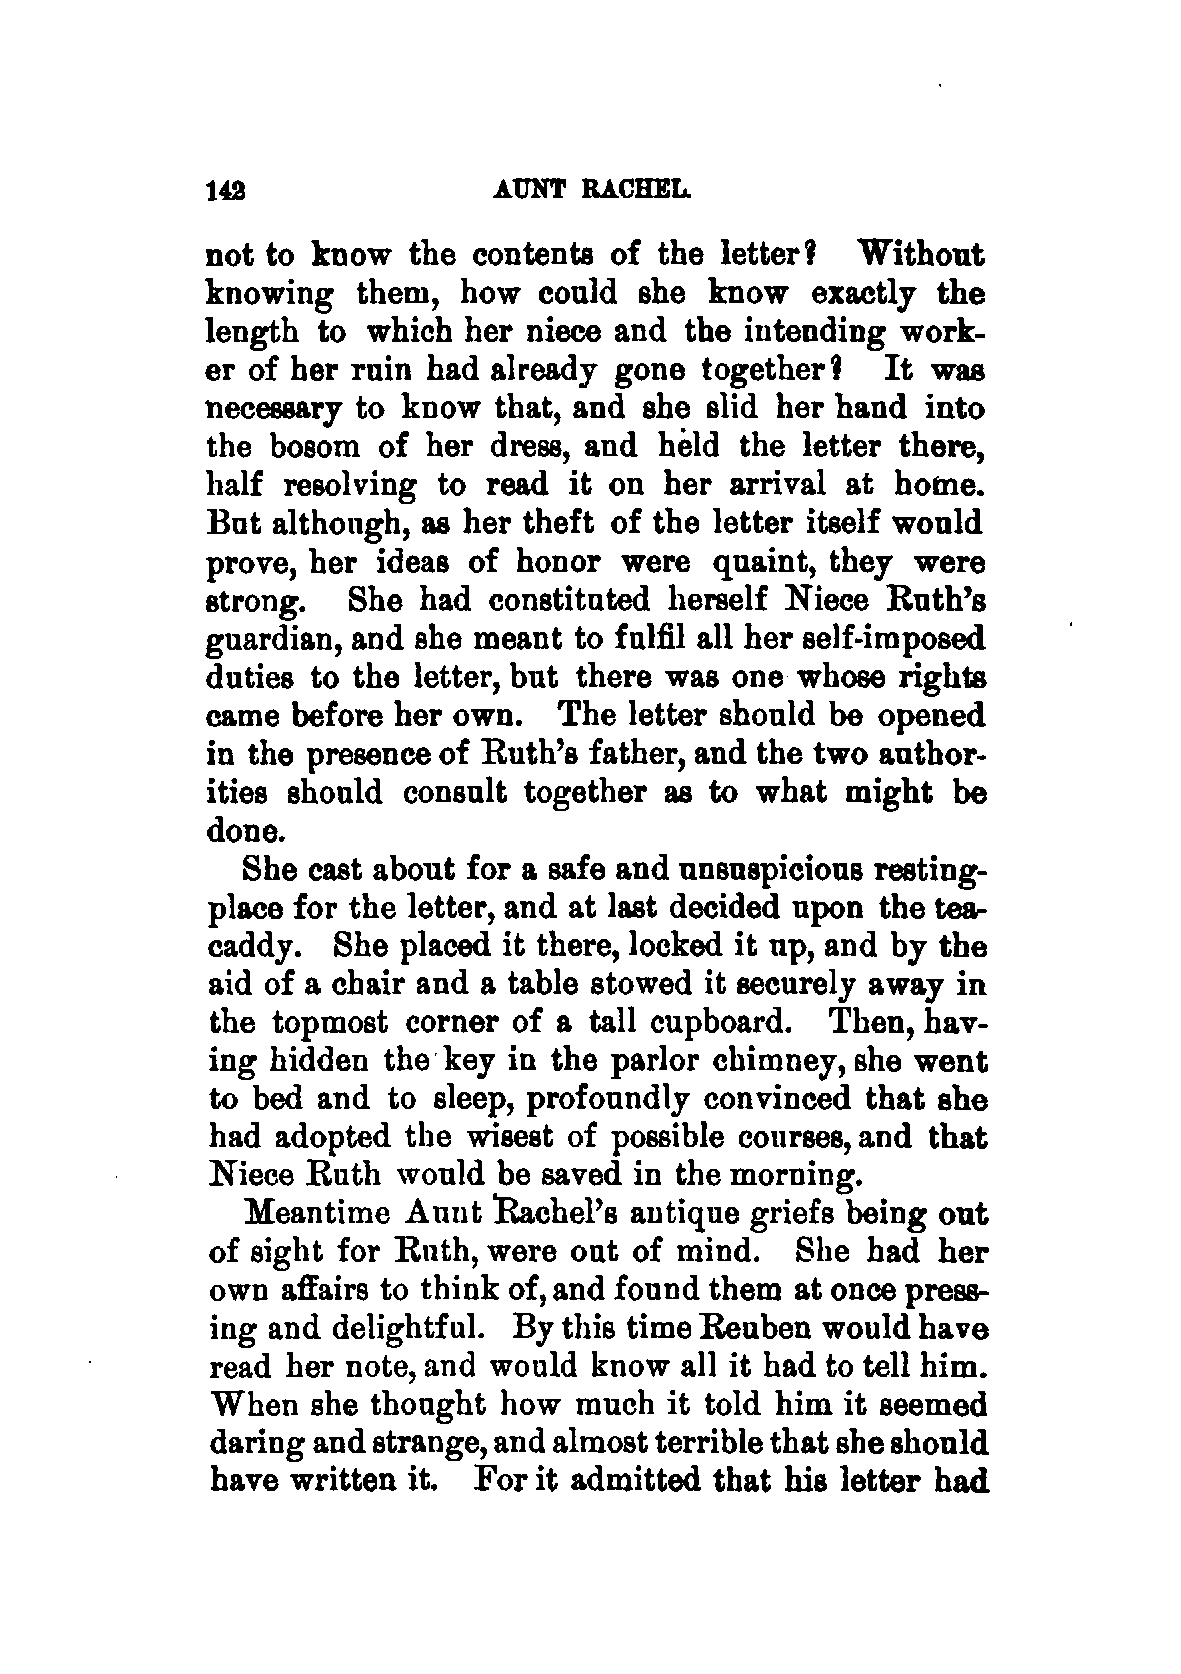 142 AUNT RACHEL.
not to know the contents of the letter? Without
knowing them, how could she know exactly the
length to which her niece and the intending work-
er of her ruin had already gone together? It was
necessary to know that, and she slid her hand into
the bosom of her dress, and held the letter there,
half resolving to read it on her arrival at home.
But although, as her theft of the letter itself would
prove, her ideas of honor were quaint, they were
strong. She had constituted herself Niece Ruth's
guardian, and she meant to fulfil all her self-imposed
duties to the letter, but there was one whose rights
came before her own. The letter should be opened
in the presence of Ruth's father, and the two author-
ities should consult together as to what might be
done.
She cast about for a safe and unsuspicious resting-
place for the letter, and at last decided upon the tea-
caddy. She placed it there, locked it up, and by the
aid of a chair and a table stowed it securely away in
the topmost corner of a tall cupboard. Then, hav-
ing hidden the key in the parlor chimney, she went
to bed and to sleep, profoundly convinced that she
had adopted the wisest of possible courses, and that
Niece Ruth would be saved in the morning.
Meantime Aunt Rachel's antique griefs being out
of sight for Ruth, were out of mind. She had her
own affairs to think of, and found them at once press-
ing and delightful. By this time Reuben would have
read her note, and would know all it had to tell him.
When she thought how much it told him it seemed
daring and strange, and almost terrible that she should
have written it. For it admitted that his letter had